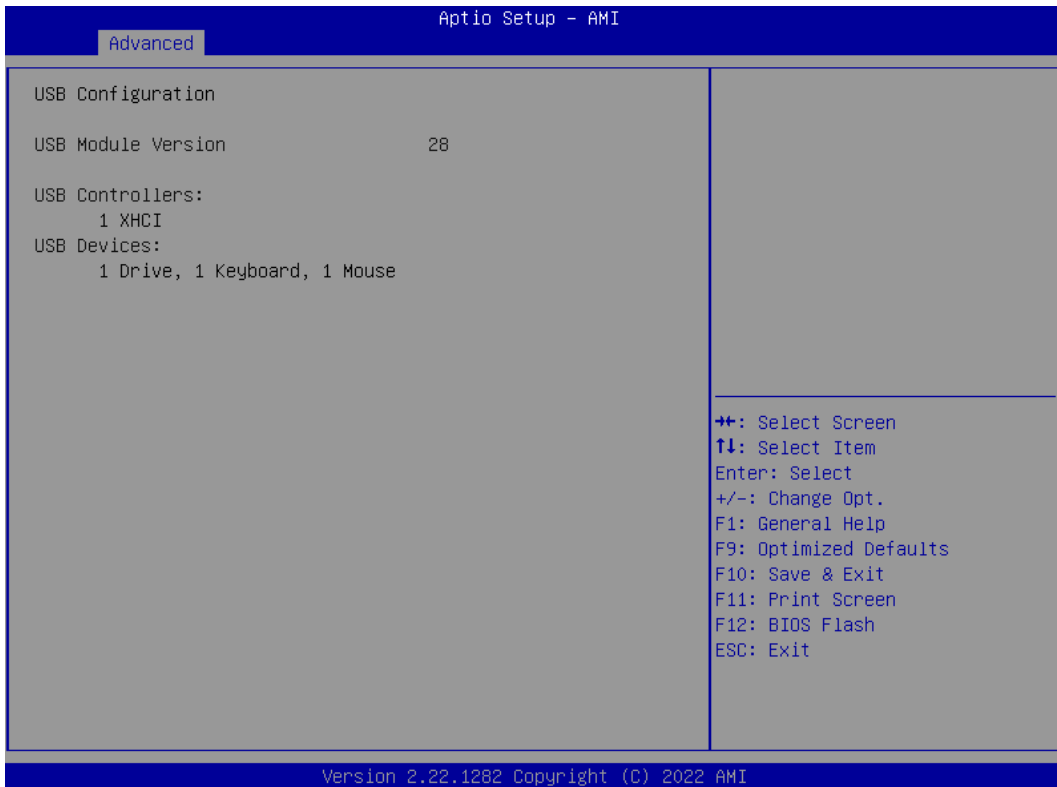 Aptio Setup – AMI
Advanced
USB Configuration
USB Module Version 28
USB Controllers:
1 XHCI
USB Devices:
1 Drive, 1 Keyboard, 1 Mouse
→←: Select Screen
↑↓: Select Item
Enter: Select
+/-: Change Opt.
F1: General Help
F9: Optimized Defaults
F10: Save & Exit
F11: Print Screen
F12: BIOS Flash
ESC: Exit
Version 2.22.1282 Copyright (C) 2022 AMI